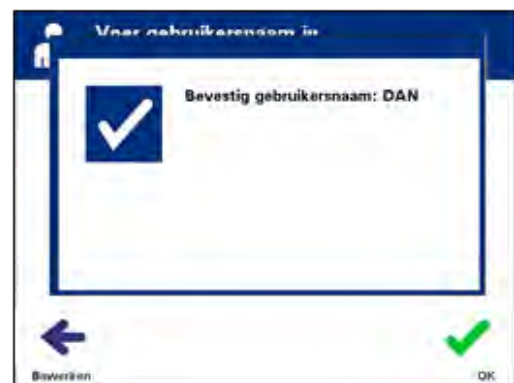 Voer gebruikersnaam in
Bevestig gebruikersnaam: DAN
Bewerken
OK